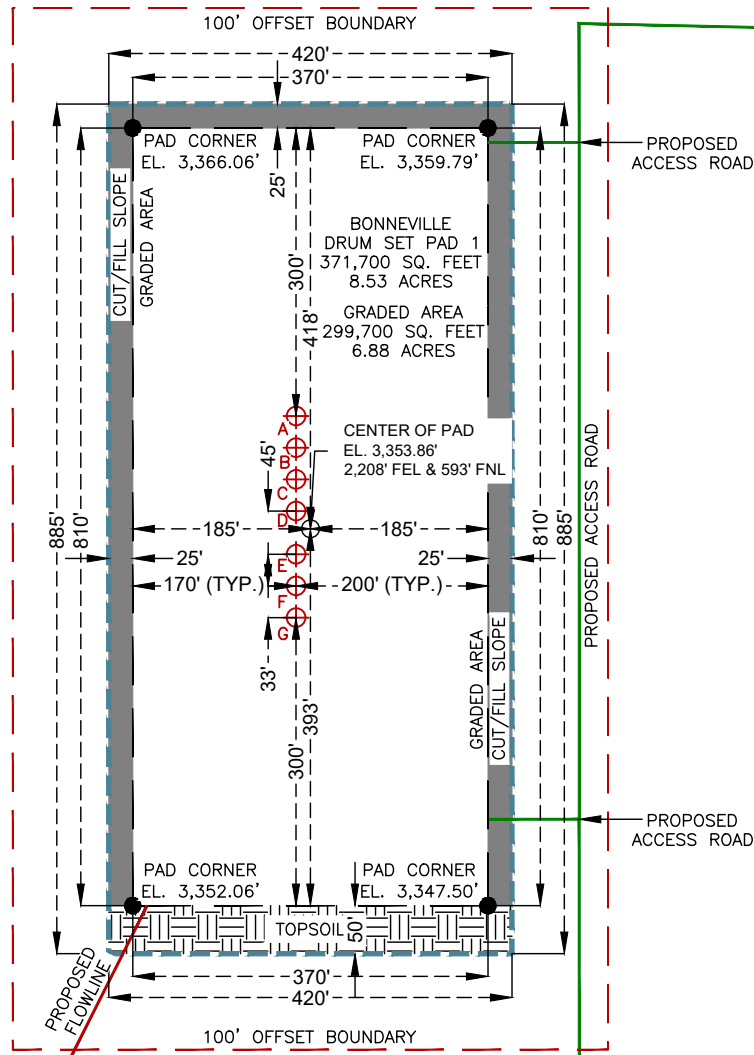 100' OFFSET BOUNDARY
420'
370'
PAD CORNER
EL. 3,366.06'
PAD CORNER
EL. 3,359.79'
PROPOSED
ACCESS ROAD
25'
CUT/FILL SLOPE
GRADED AREA
BONNEVILLE
DRUM SET PAD 1
371,700 SQ. FEET
8.53 ACRES
GRADED AREA
299,700 SQ. FEET
6.88 ACRES
300'
418'
A
B
C
D
E
F
G
45'
CENTER OF PAD
EL. 3,353.86'
2,208' FEL & 593' FNL
885'
810'
185'
185'
25'
25'
170' (TYP.)
200' (TYP.)
810'
885'
PROPOSED ACCESS ROAD
33'
300'
393'
GRADED AREA
CUT/FILL SLOPE
PROPOSED
ACCESS ROAD
PAD CORNER
EL. 3,352.06'
PAD CORNER
EL. 3,347.50'
TOPSOIL
50'
370'
420'
PROPOSED
FLOWLINE
100' OFFSET BOUNDARY